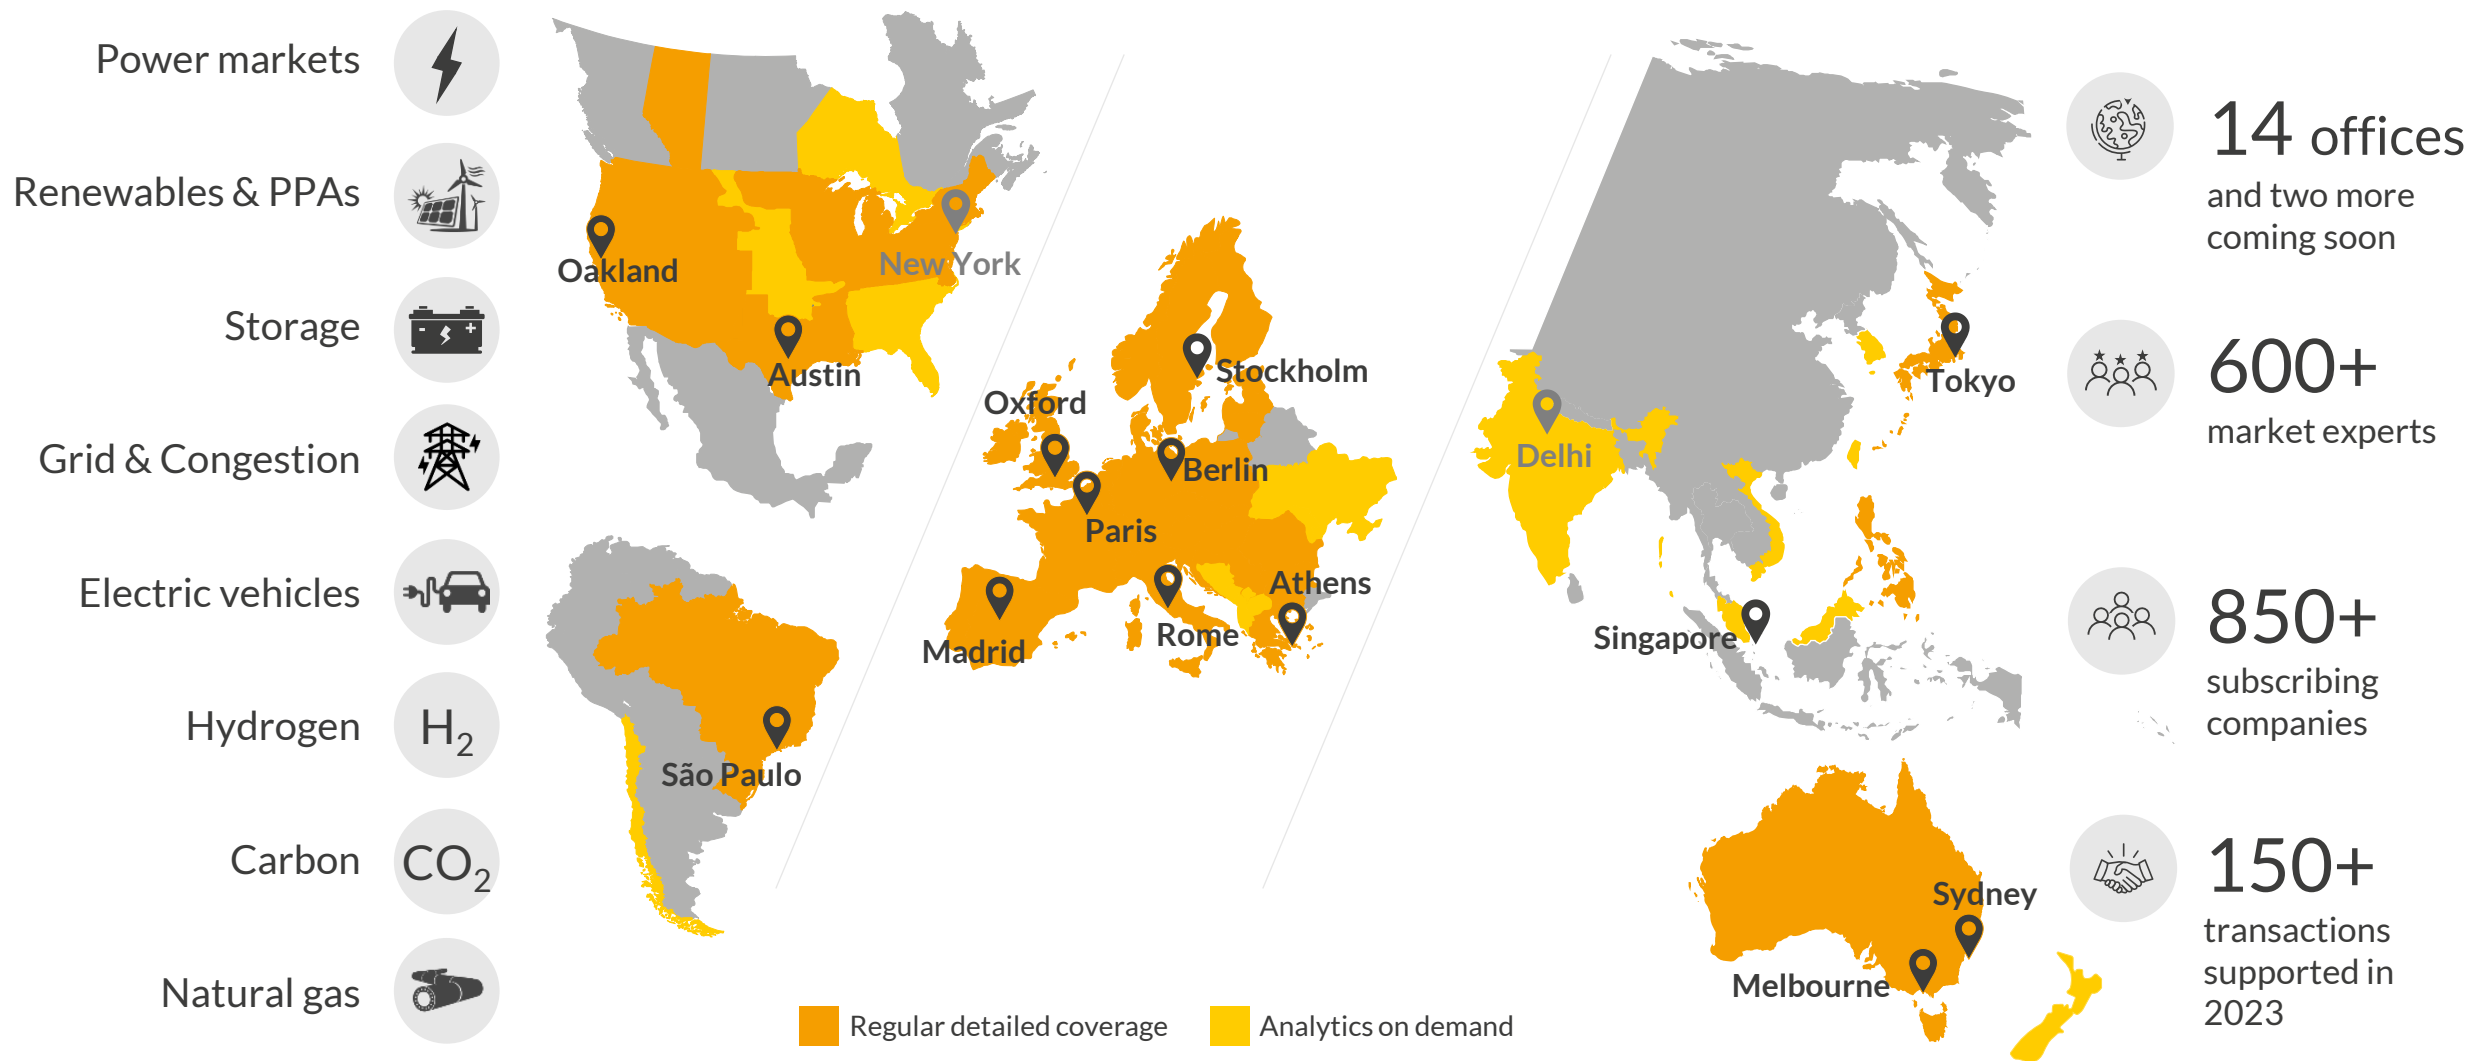 Power markets
Renewables & PPAs
Storage
Grid & Congestion
Electric vehicles
Hydrogen
H2
Carbon
CO2
Natural gas
Oakland
New York
Austin
São Paulo
Stockholm
Oxford
Berlin
Paris
Athens
Madrid
Rome
Tokyo
Delhi
Singapore
Sydney
Melbourne
Regular detailed coverage
Analytics on demand
14 offices
and two more
coming soon
600+
market experts
850+
subscribing
companies
150+
transactions
supported in
2023